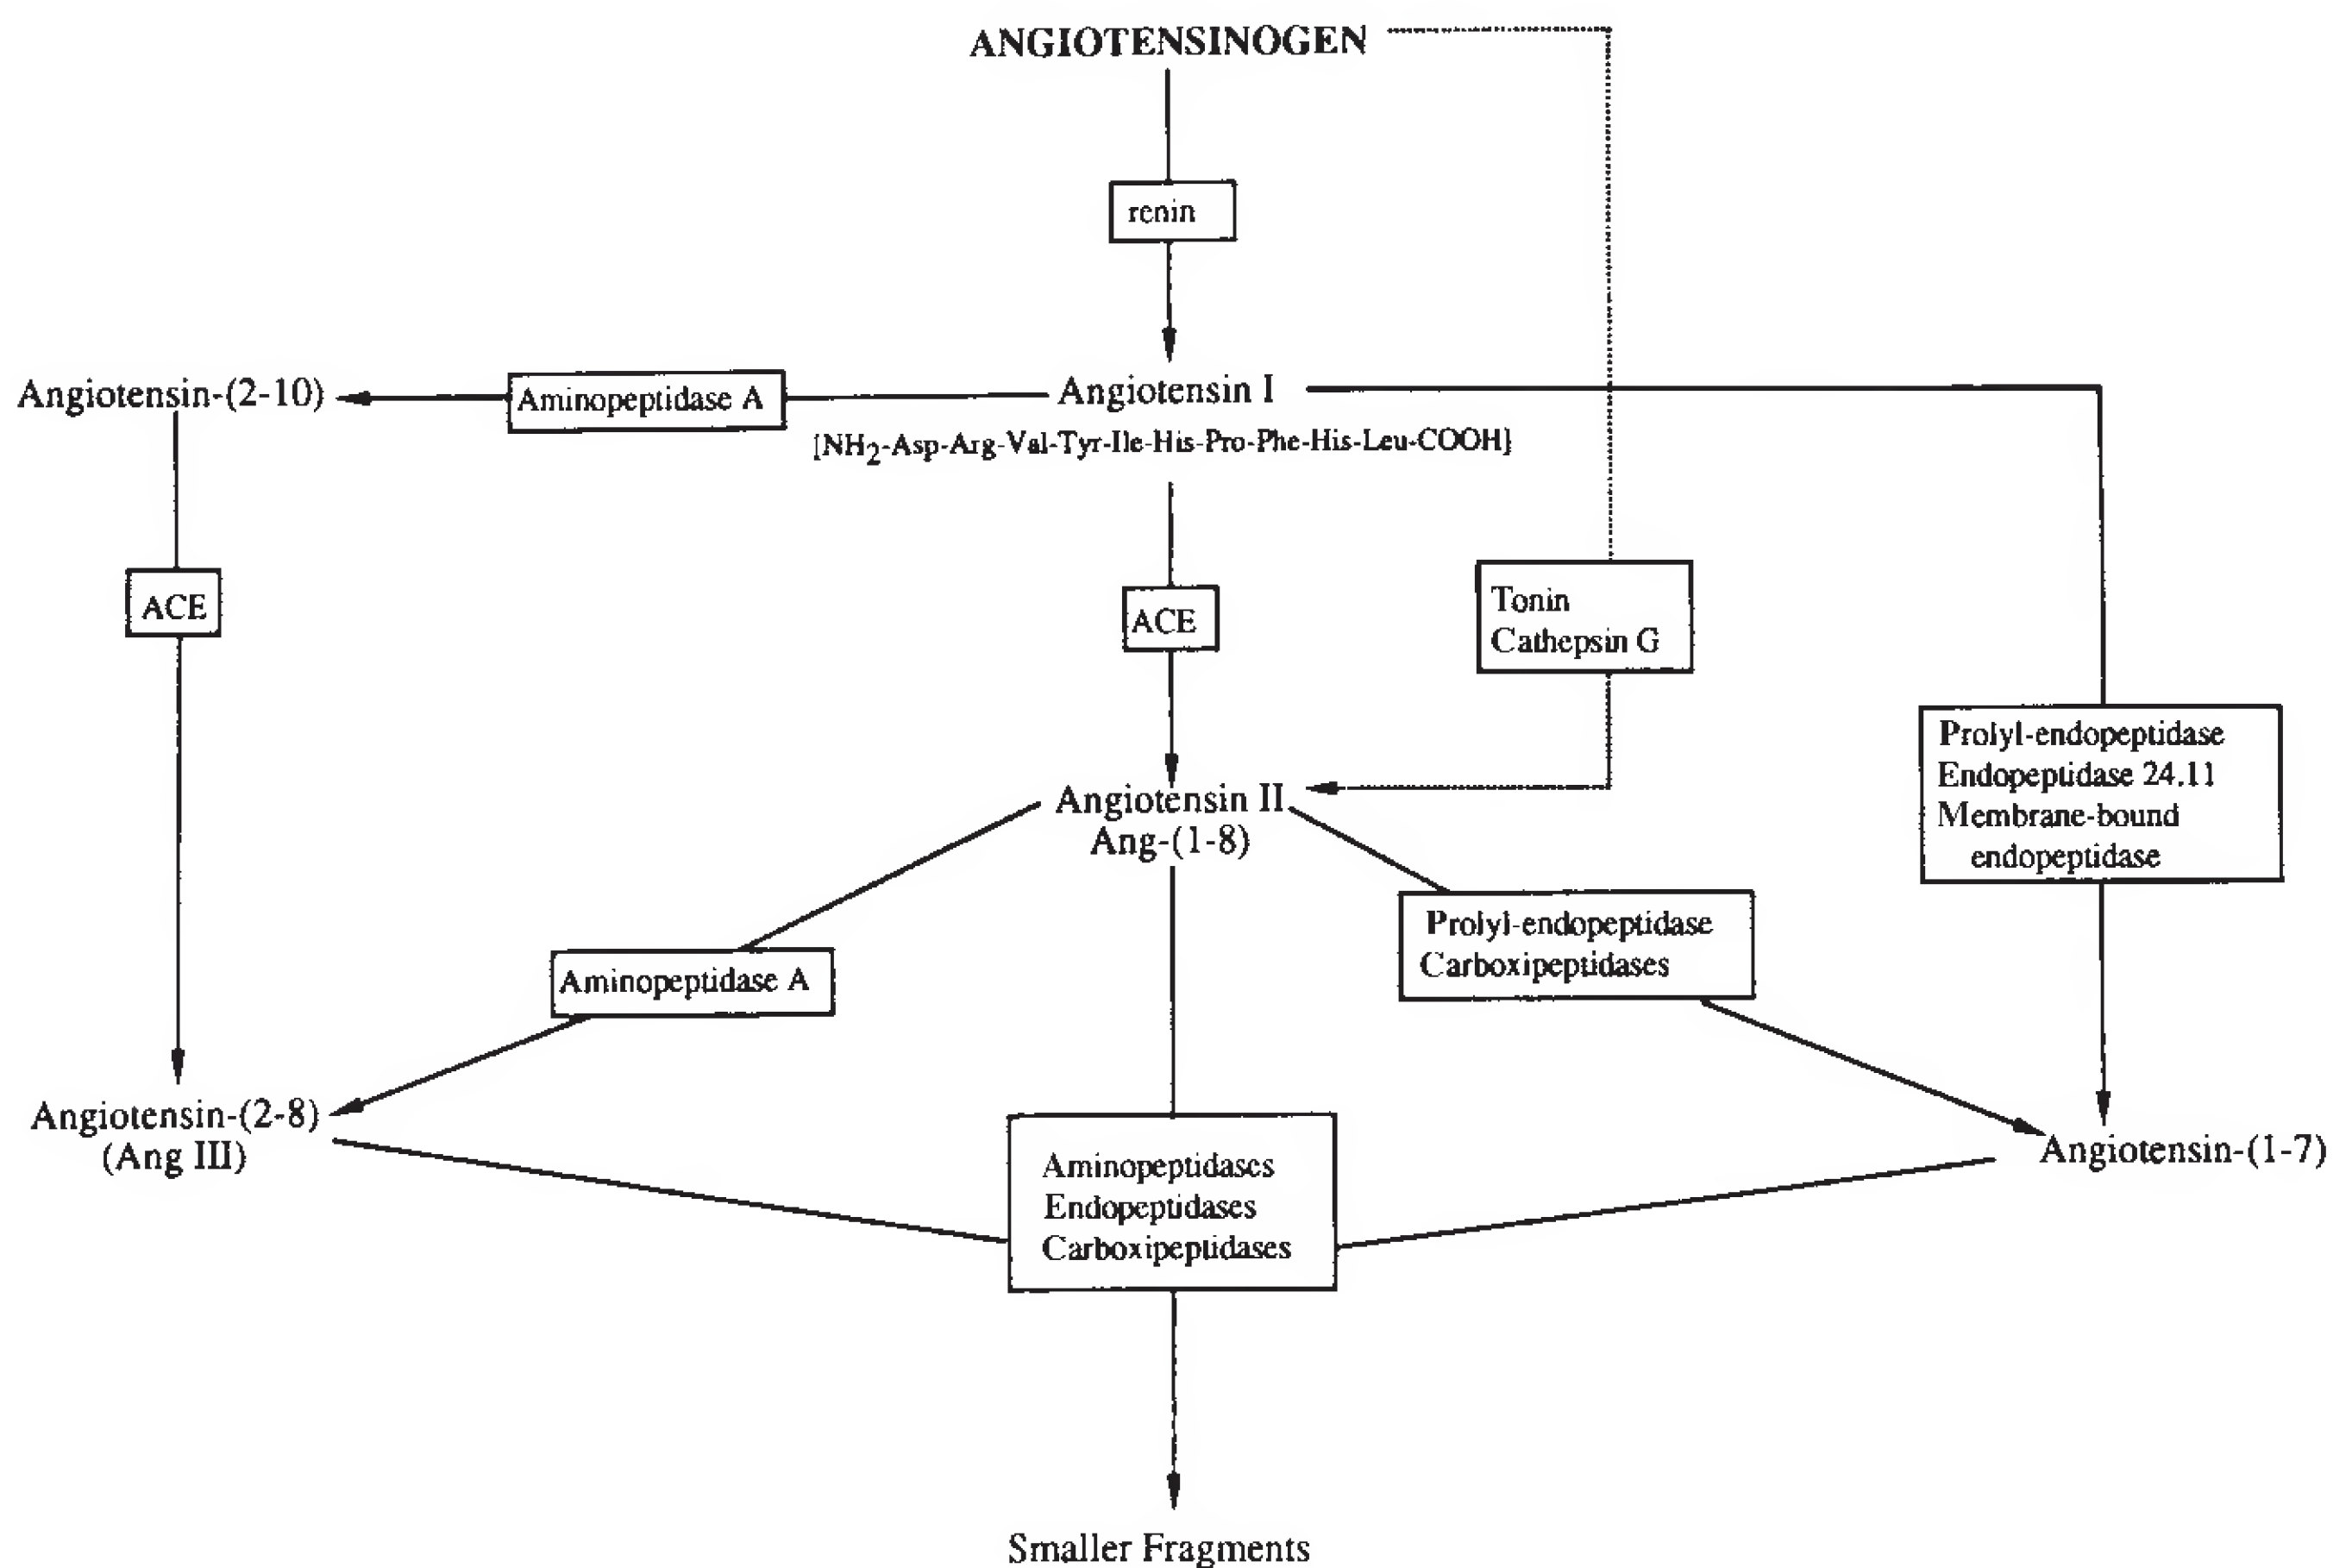 ANGIOTENSINOGEN
renin
Angiotensin-(2-10)
Aminopeptidase A
Angiotensin I
[NH2-Asp-Arg-Val-Tyr-Ile-His-Pro-Phe-His-Leu-COOH]
ACE
ACE
Tonin
Cathepsin G
Prolyl-endopeptidase
Endopeptidase 24.11
Membrane-bound
endopeptidase
Angiotensin II
Ang-(1-8)
Prolyl-endopeptidase
Carboxipeptidases
Aminopeptidase A
Angiotensin-(2-8)
(Ang III)
Aminopeptidases
Endopeptidases
Carboxipeptidases
Angiotensin-(1-7)
Smaller Fragments